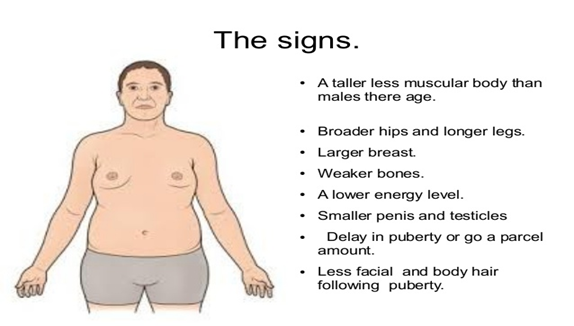 The signs.
• A taller less muscular body than
males there age.
• Broader hips and longer legs.
• Larger breast.
• Weaker bones.
• A lower energy level.
• Smaller penis and testicles
• Delay in puberty or go a parcel
amount.
• Less facial and body hair
following puberty.